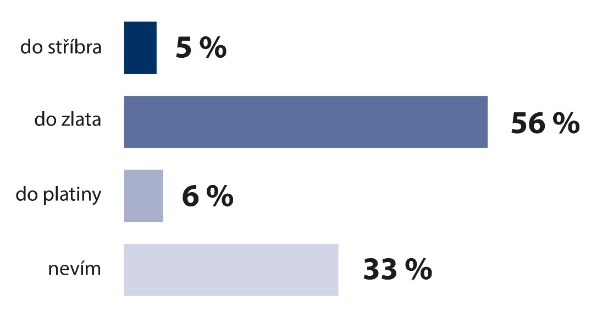 do stříbra 5 %
do zlata 56 %
do platiny 6 %
nevím 33 %